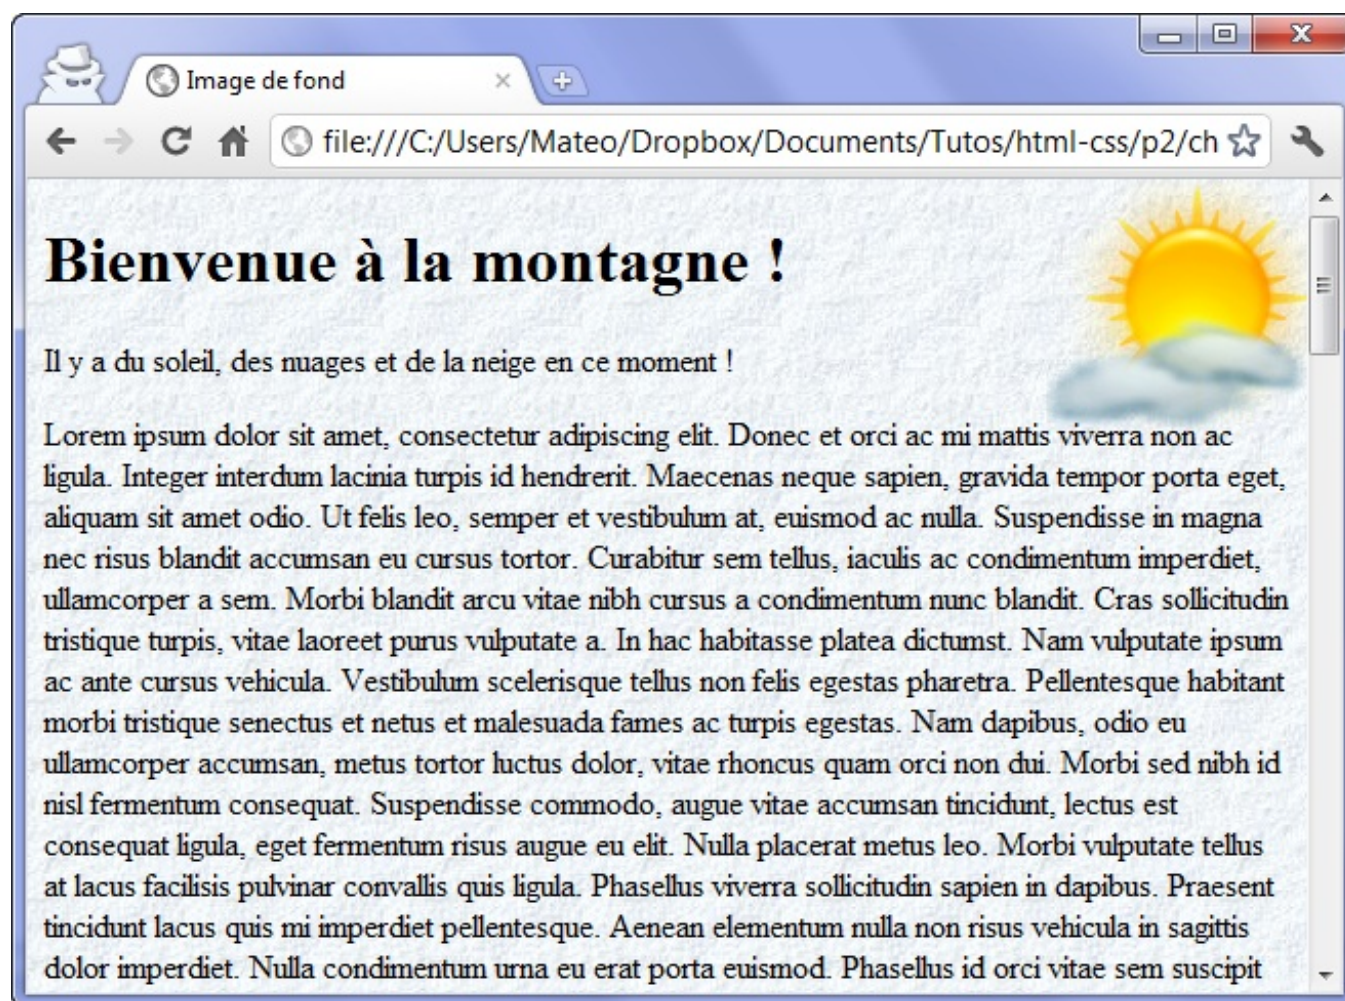 Image de fond
file:///C:/Users/Mateo/Dropbox/Documents/Tutos/html-css/p2/ch
Bienvenue à la montagne !
Il y a du soleil, des nuages et de la neige en ce moment !
Lorem ipsum dolor sit amet, consectetur adipiscing elit. Donec et orci ac mi mattis viverra non ac
ligula. Integer interdum lacinia turpis id hendrerit. Maecenas neque sapien, gravida tempor porta eget,
aliquam sit amet odio. Ut felis leo, semper et vestibulum at, euismod ac nulla. Suspendisse in magna
nec risus blandit accumsan eu cursus tortor. Curabitur sem tellus, iaculis ac condimentum imperdiet,
ullamcorper a sem. Morbi blandit arcu vitae nibh cursus a condimentum nunc blandit. Cras sollicitudin
tristique turpis, vitae laoreet purus vulputate a. In hac habitasse platea dictumst. Nam vulputate ipsum
ac ante cursus vehicula. Vestibulum scelerisque tellus non felis egestas pharetra. Pellentesque habitant
morbi tristique senectus et netus et malesuada fames ac turpis egestas. Nam dapibus, odio eu
ullamcorper accumsan, metus tortor luctus dolor, vitae rhoncus quam orci non dui. Morbi sed nibh id
nisl fermentum consequat. Suspendisse commodo, augue vitae accumsan tincidunt, lectus est
consequat ligula, eget fermentum risus augue eu elit. Nulla placerat metus leo. Morbi vulputate tellus
at lacus facilisis pulvinar convallis quis ligula. Phasellus viverra sollicitudin sapien in dapibus. Praesent
tincidunt lacus quis mi imperdiet pellentesque. Aenean elementum nulla non risus vehicula in sagittis
dolor imperdiet. Nulla condimentum urna eu erat porta euismod. Phasellus id orci vitae sem suscipit